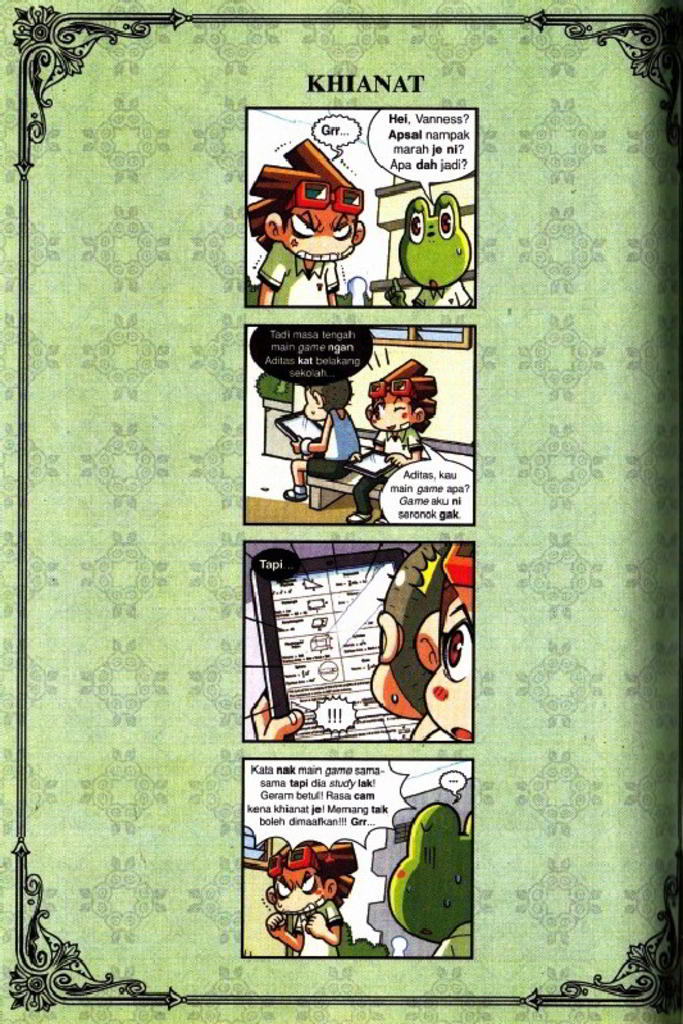 KHIANAT
Grr...
Hei, Vanness?
Apsal nampak
marah je ni?
Apa dah jadi?
Tadi masa tengah
main game ngan
Aditas kat belakang
sekolah...
Aditas, kau
main game apa?
Game aku ni
seronok gak.
Tapi...
!!!
Kata nak main game sama-
sama tapi dia study lak!
Geram betul! Rasa cam
kena khianat je! Memang tak
boleh dimaafkan!!! Grr...
...